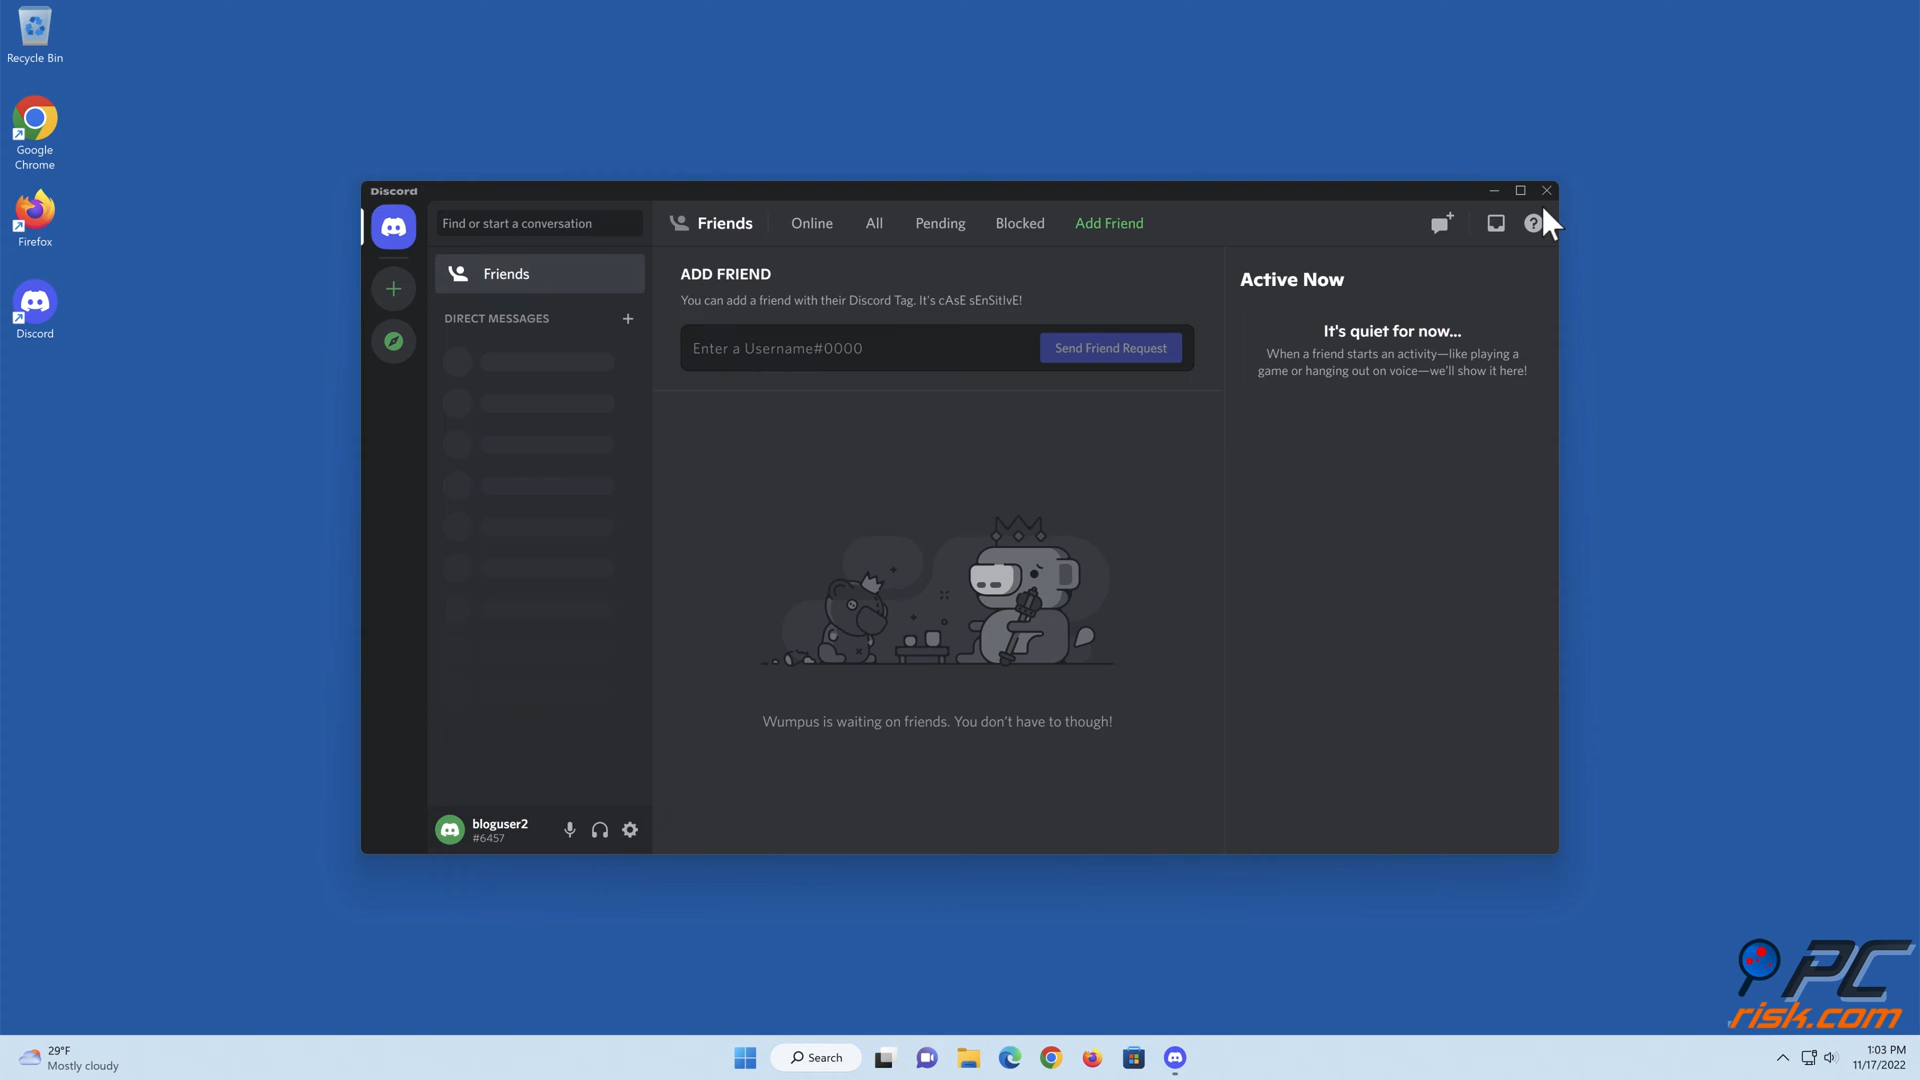 Recycle Bin
Google
Chrome
Firefox
Discord
Discord
Find or start a conversation
Friends
Online
All
Pending
Blocked
Add Friend
Friends
DIRECT MESSAGES
ADD FRIEND
You can add a friend with their Discord Tag. It's cAsE sEnSitIvE!
Enter a Username#0000
Send Friend Request
Active Now
It's quiet for now...
When a friend starts an activity—like playing a
game or hanging out on voice—we'll show it here!
Wumpus is waiting on friends. You don't have to though!
bloguser2
#6457
PC
risk.com
29°F
Mostly cloudy
Search
1:03 PM
11/17/2022